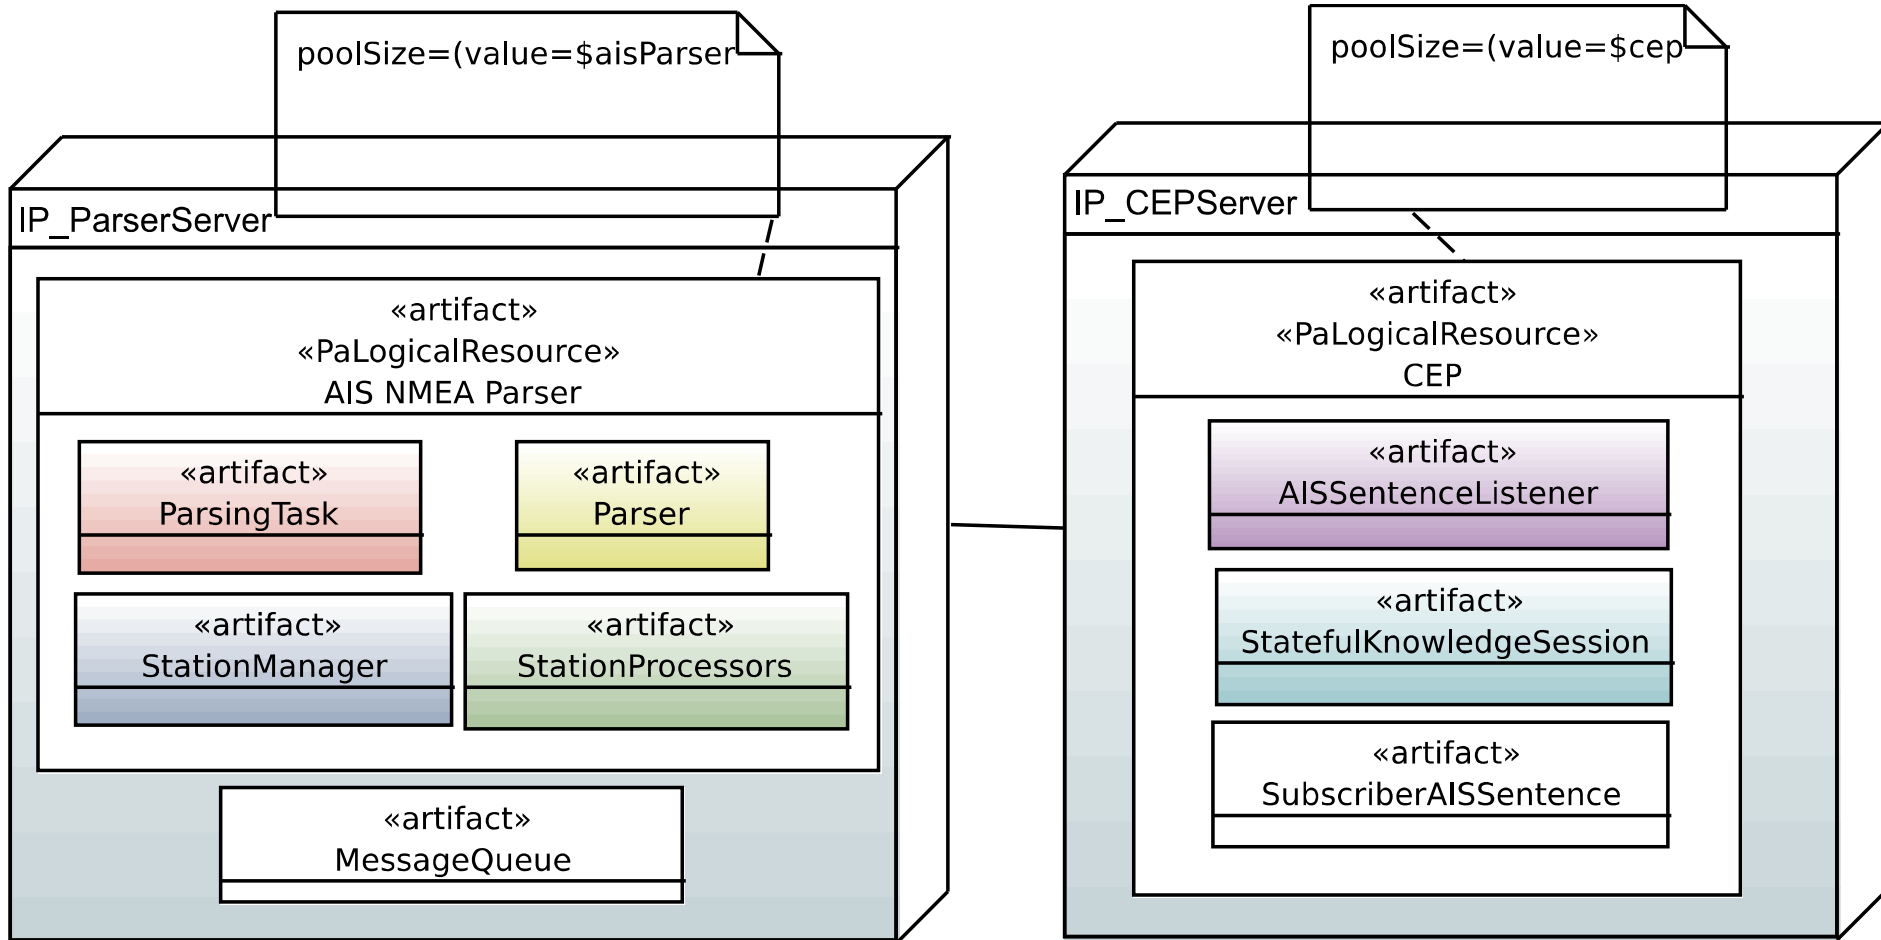 poolSize=(value=$aisParser
IP_ParserServer
«artifact»
«PaLogicalResource»
AIS NMEA Parser
«artifact»
ParsingTask
«artifact»
Parser
«artifact»
StationManager
«artifact»
StationProcessors
«artifact»
MessageQueue
poolSize=(value=$cep
IP_CEPServer
«artifact»
«PaLogicalResource»
CEP
«artifact»
AISSentenceListener
«artifact»
StatefulKnowledgeSession
«artifact»
SubscriberAISSentence